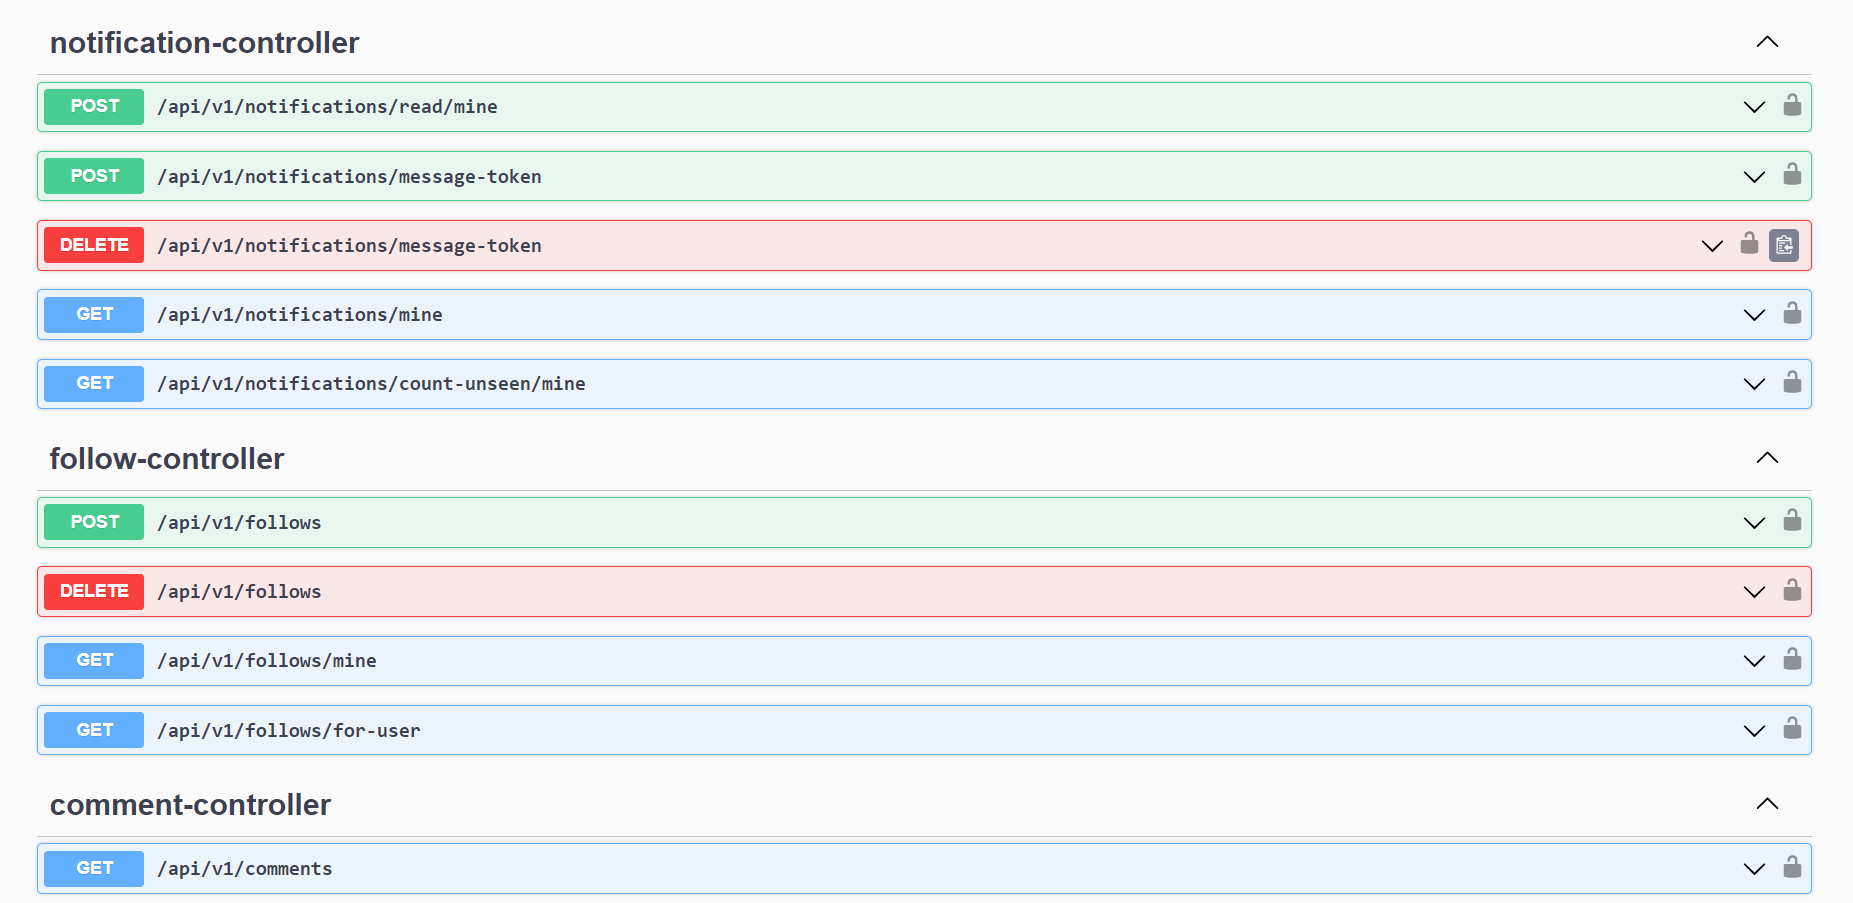 notification-controller
POST /api/v1/notifications/read/mine
POST /api/v1/notifications/message-token
DELETE /api/v1/notifications/message-token
GET /api/v1/notifications/mine
GET /api/v1/notifications/count-unseen/mine
follow-controller
POST /api/v1/follows
DELETE /api/v1/follows
GET /api/v1/follows/mine
GET /api/v1/follows/for-user
comment-controller
GET /api/v1/comments